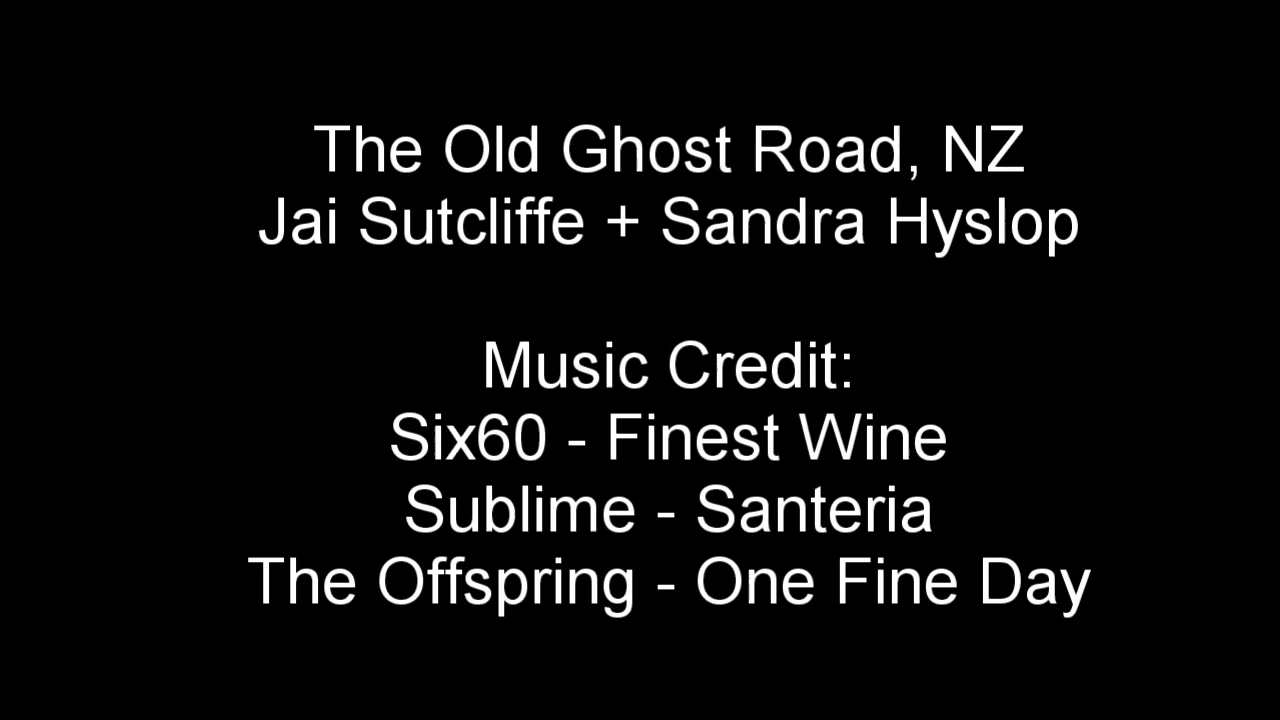 The Old Ghost Road, NZ
Jai Sutcliffe + Sandra Hyslop
Music Credit:
Six60 - Finest Wine
Sublime - Santeria
The Offspring - One Fine Day